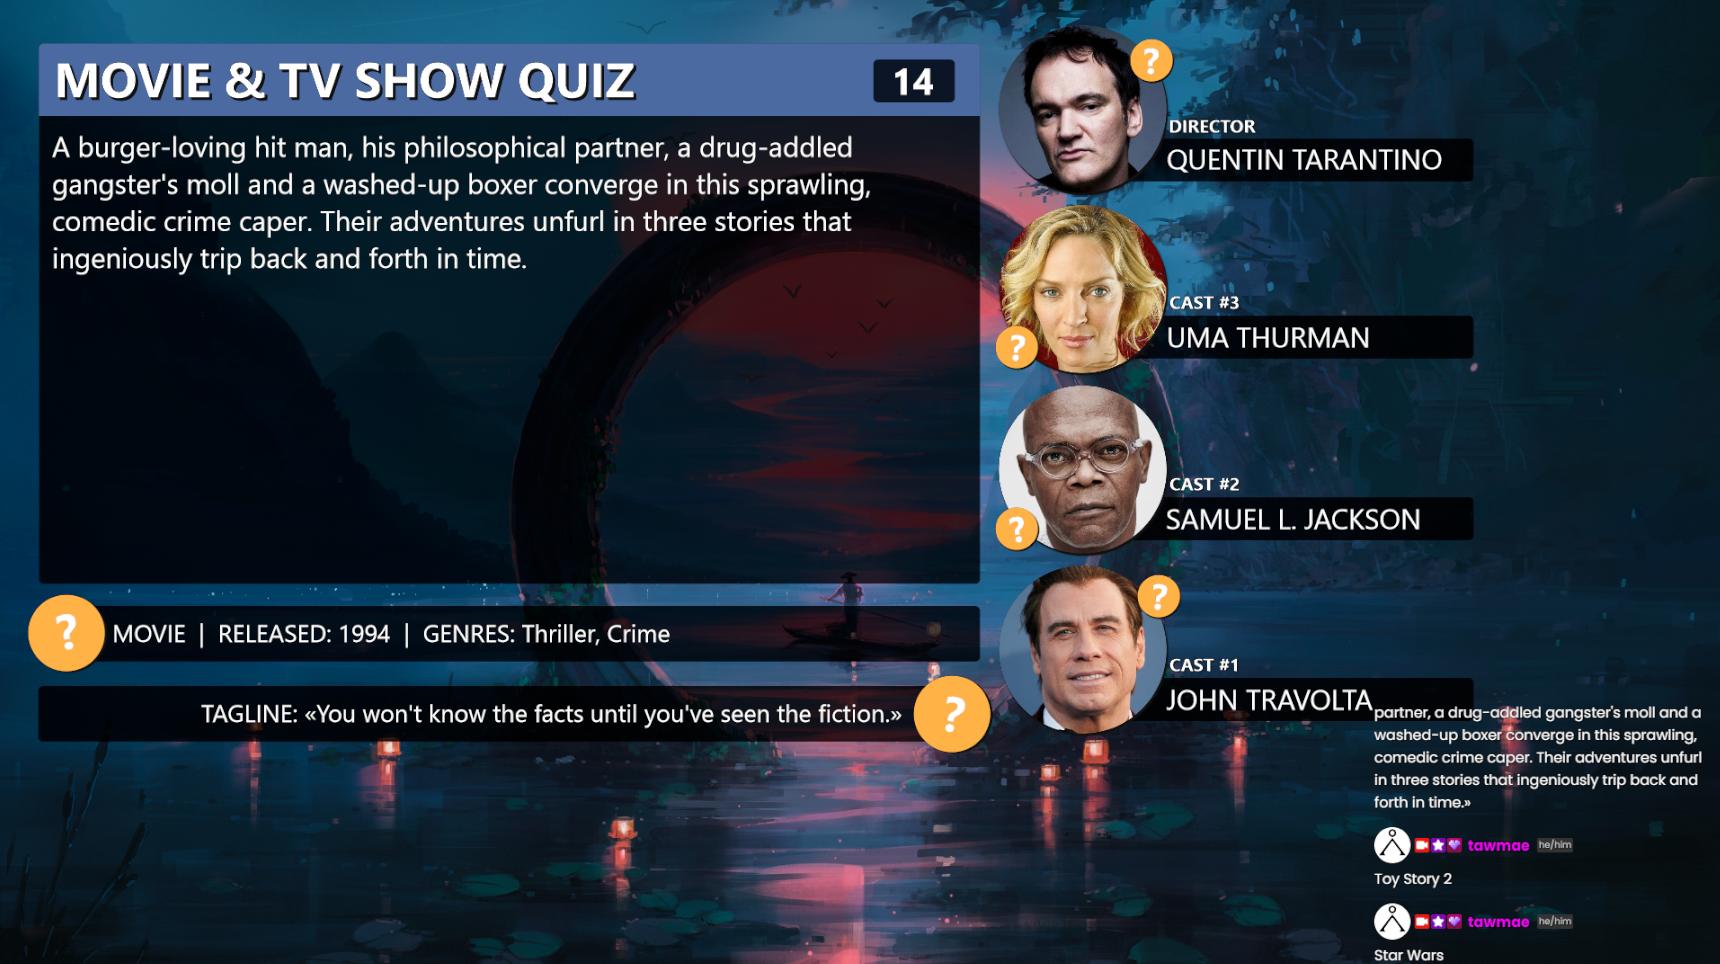 MOVIE & TV SHOW QUIZ
14
A burger-loving hit man, his philosophical partner, a drug-addled
gangster's moll and a washed-up boxer converge in this sprawling,
comedic crime caper. Their adventures unfurl in three stories that
ingeniously trip back and forth in time.
?
MOVIE | RELEASED: 1994 | GENRES: Thriller, Crime
TAGLINE: «You won't know the facts until you've seen the fiction.»
?
?
DIRECTOR
QUENTIN TARANTINO
CAST #3
?
UMA THURMAN
CAST #2
?
SAMUEL L. JACKSON
?
CAST #1
JOHN TRAVOLTA
partner, a drug-addled gangster's moll and a
washed-up boxer converge in this sprawling,
comedic crime caper. Their adventures unfurl
in three stories that ingeniously trip back and
forth in time.»
tawmae he/him
Toy Story 2
tawmae he/him
Star Wars